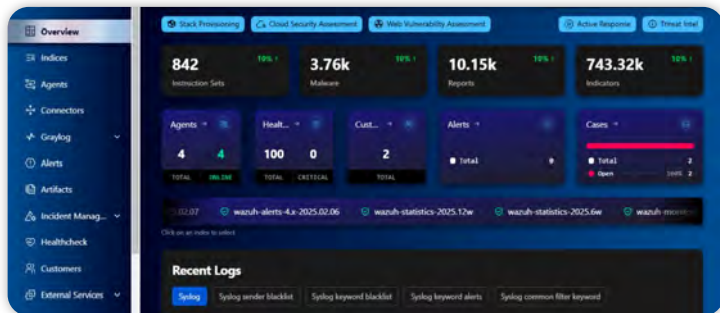 Overview
Indices
Agents
Connectors
Graylog
Alerts
Artifacts
Incident Manag...
Healthcheck
Customers
External Services
Stack Provisioning
Cloud Security Assessment
Web Vulnerability Assessment
Active Response
Threat Intel
842 10% ↑
Instruction Sets
3.76k 10% ↑
Malware
10.15k 10% ↑
Reports
743.32k 10% ↑
Indicators
Agents →
4 4
TOTAL ONLINE
Healt... →
100 0
TOTAL CRITICAL
Cust... →
2
TOTAL
Alerts →
Total 0
Cases →
Total 2
Open 100% 2
02.07 wazuh-alerts-4.x-2025.02.06 wazuh-statistics-2025.12w wazuh-statistics-2025.6w
Click on an index to select
Recent Logs
Syslog Syslog sender blacklist Syslog keyword blacklist Syslog keyword alerts Syslog common filter keyword